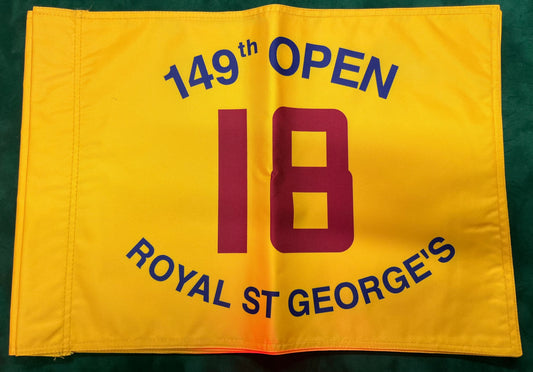 149th OPEN
18
ROYAL ST GEORGE'S